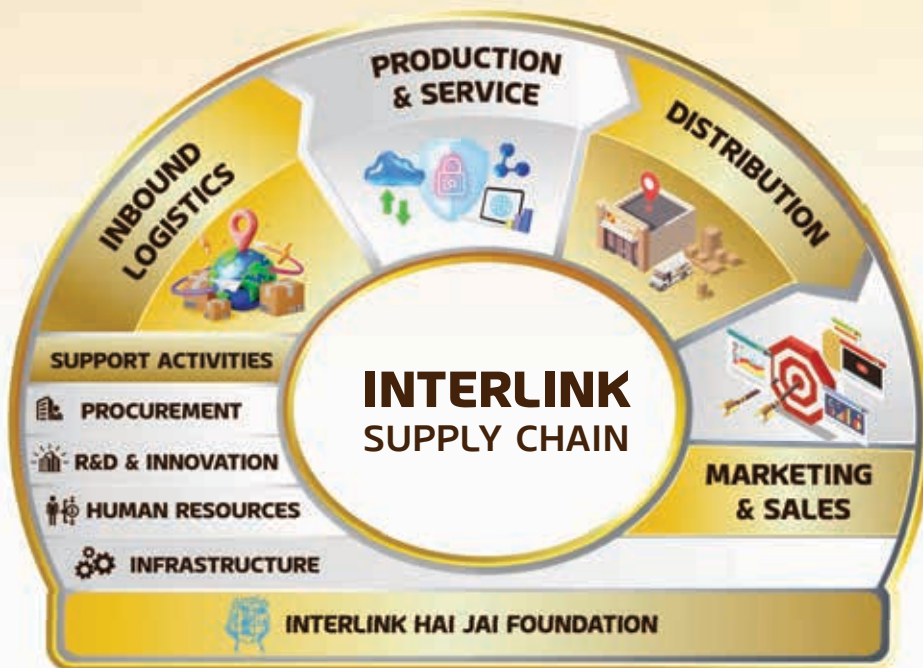 PRODUCTION
& SERVICE
INBOUND
LOGISTICS
DISTRIBUTION
SUPPORT ACTIVITIES
PROCUREMENT
R&D & INNOVATION
HUMAN RESOURCES
INFRASTRUCTURE
INTERLINK
SUPPLY CHAIN
MARKETING
& SALES
INTERLINK HAI JAI FOUNDATION